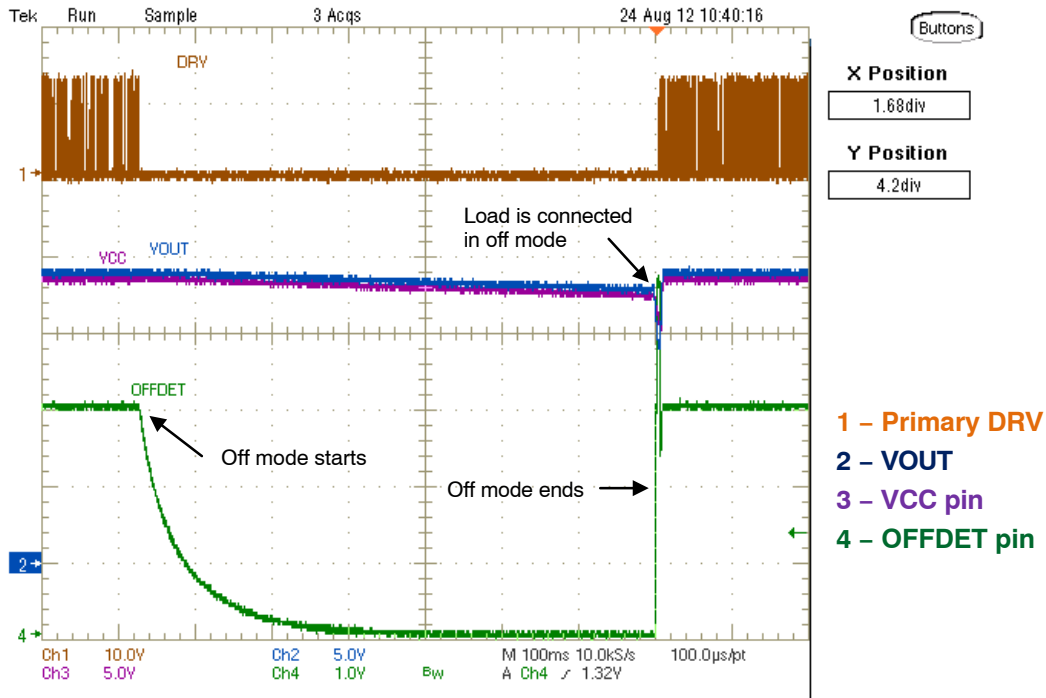 Tek Run Sample 3 Acqs 24 Aug 12 10:40:16
Buttons
X Position
1.68div
Y Position
4.2div
DRV
1
Load is connected
in off mode
VCC
VOUT
OFFDET
Off mode starts
Off mode ends
2
4
1 – Primary DRV
2 – VOUT
3 – VCC pin
4 – OFFDET pin
Ch1 10.0V Ch2 5.0V M 100ms 10.0kS/s 100.0µs/pt
Ch3 5.0V Ch4 1.0V BW A Ch4 / 1.32V